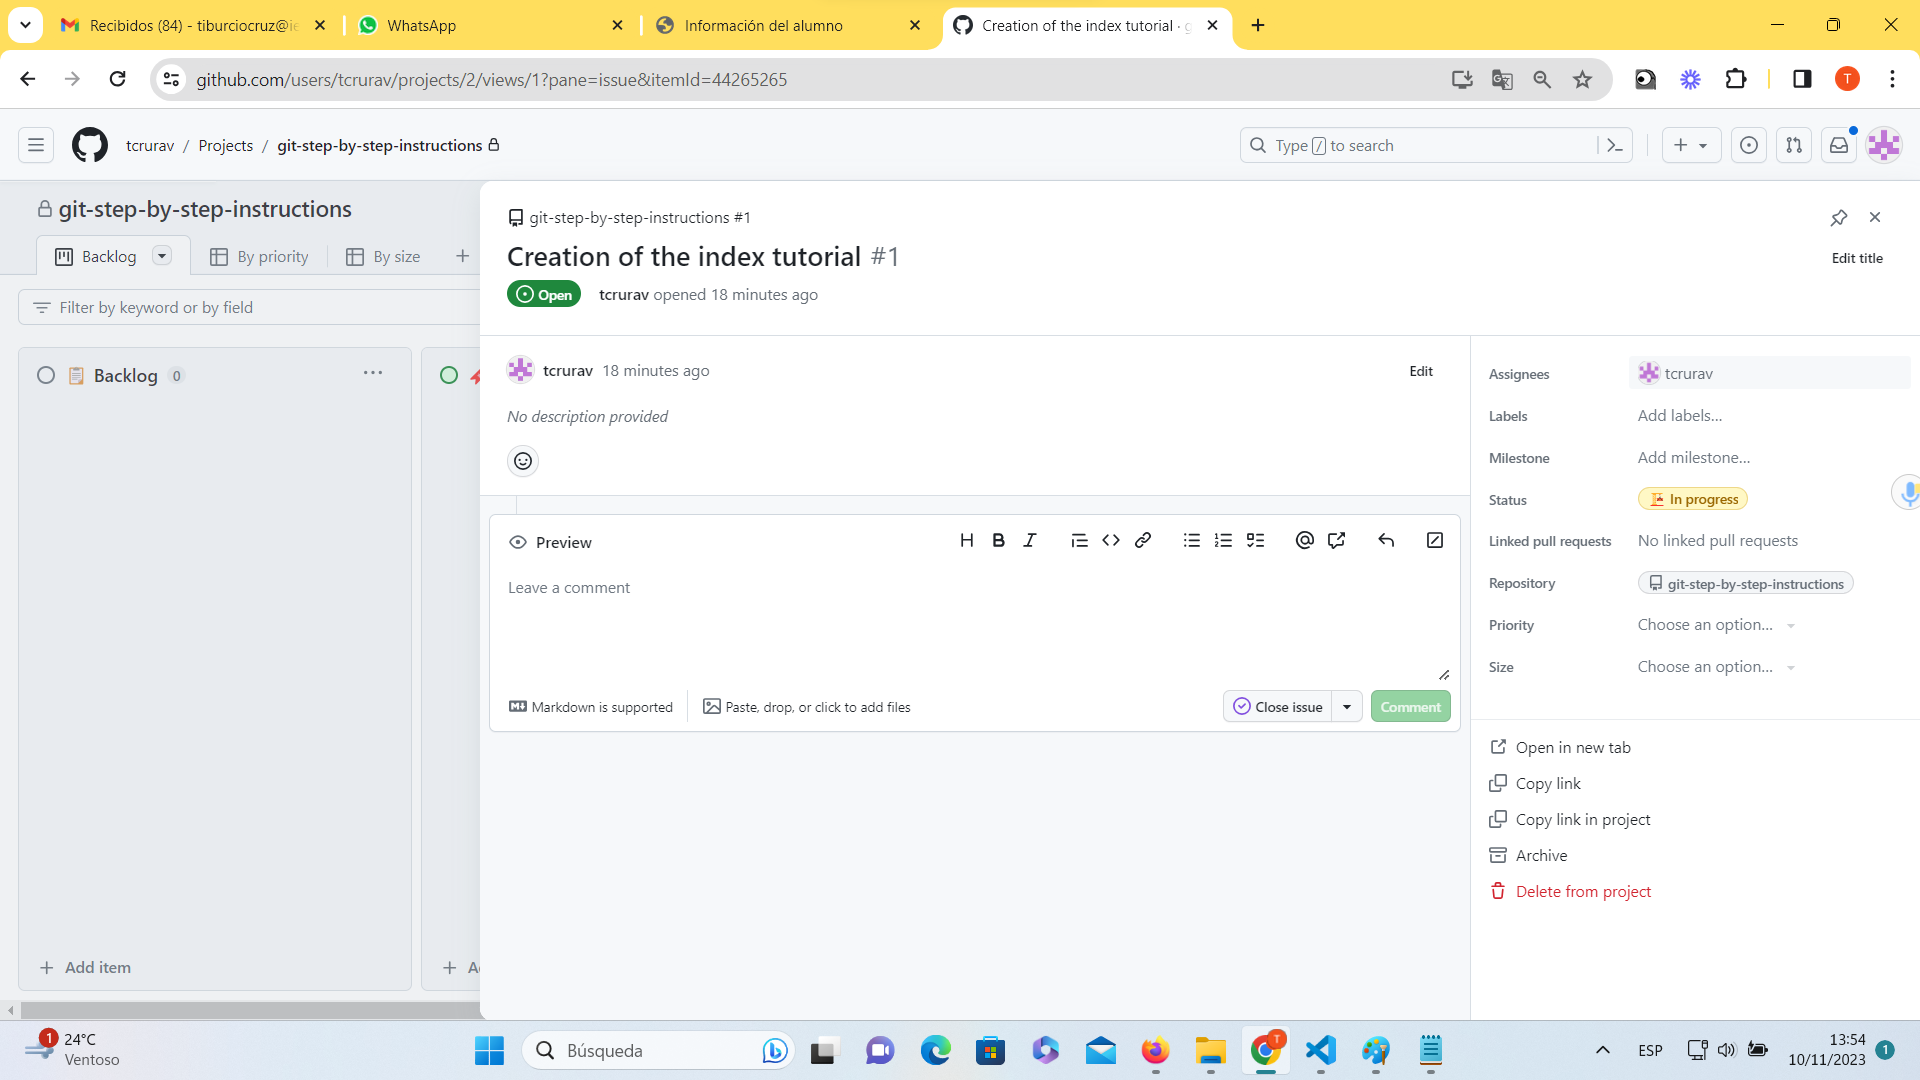 Recibidos (84) - tiburciocruz@ie
WhatsApp
Información del alumno
Creation of the index tutorial · g
github.com/users/tcrurav/projects/2/views/1?pane=issue&itemId=44265265
T
tcrurav / Projects / git-step-by-step-instructions
Type / to search
git-step-by-step-instructions
Backlog
By priority
By size
Filter by keyword or by field
Backlog 0
Add item
git-step-by-step-instructions #1
Creation of the index tutorial #1
Edit title
Open
tcrurav opened 18 minutes ago
tcrurav 18 minutes ago
Edit
No description provided
Preview
Leave a comment
Markdown is supported
Paste, drop, or click to add files
Close issue
Comment
Assignees
tcrurav
Labels
Add labels...
Milestone
Add milestone...
Status
In progress
Linked pull requests
No linked pull requests
Repository
git-step-by-step-instructions
Priority
Choose an option...
Size
Choose an option...
Open in new tab
Copy link
Copy link in project
Archive
Delete from project
1
24°C
Ventoso
Búsqueda
T
ESP
13:54
10/11/2023
1